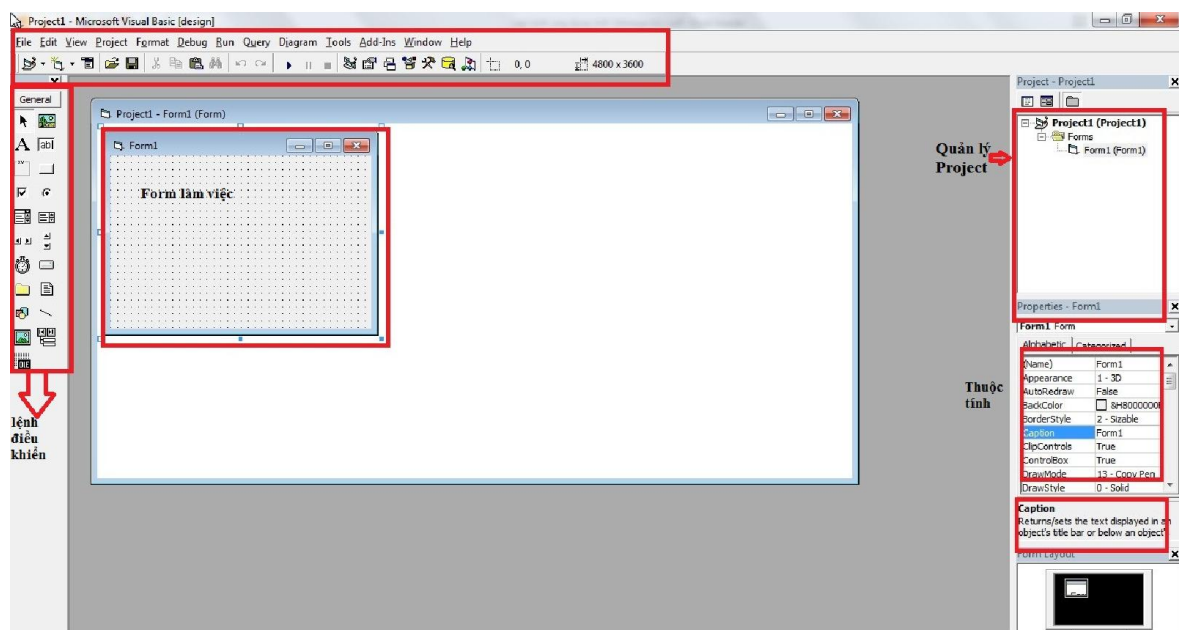 Project1 - Microsoft Visual Basic [design]
File Edit View Project Format Debug Run Query Diagram Tools Add-Ins Window Help
0, 0 4800 x 3600
General
Project1 - Form1 (Form)
Form1
Form làm việc
lệnh
điều
khiển
Quản lý
Project
Project - Project1
Project1 (Project1)
Forms
Form1 (Form1)
Thuộc
tính
Properties - Form1
Form1 Form
Alphabetic Categorized
(Name) Form1
Appearance 1 - 3D
AutoRedraw False
BackColor &H8000000
BorderStyle 2 - Sizable
Caption Form1
ClipControls True
ControlBox True
DrawMode 13 - Copy Pen
DrawStyle 0 - Solid
Caption
Returns/sets the text displayed in an
object's title bar or below an object'
Form Layout